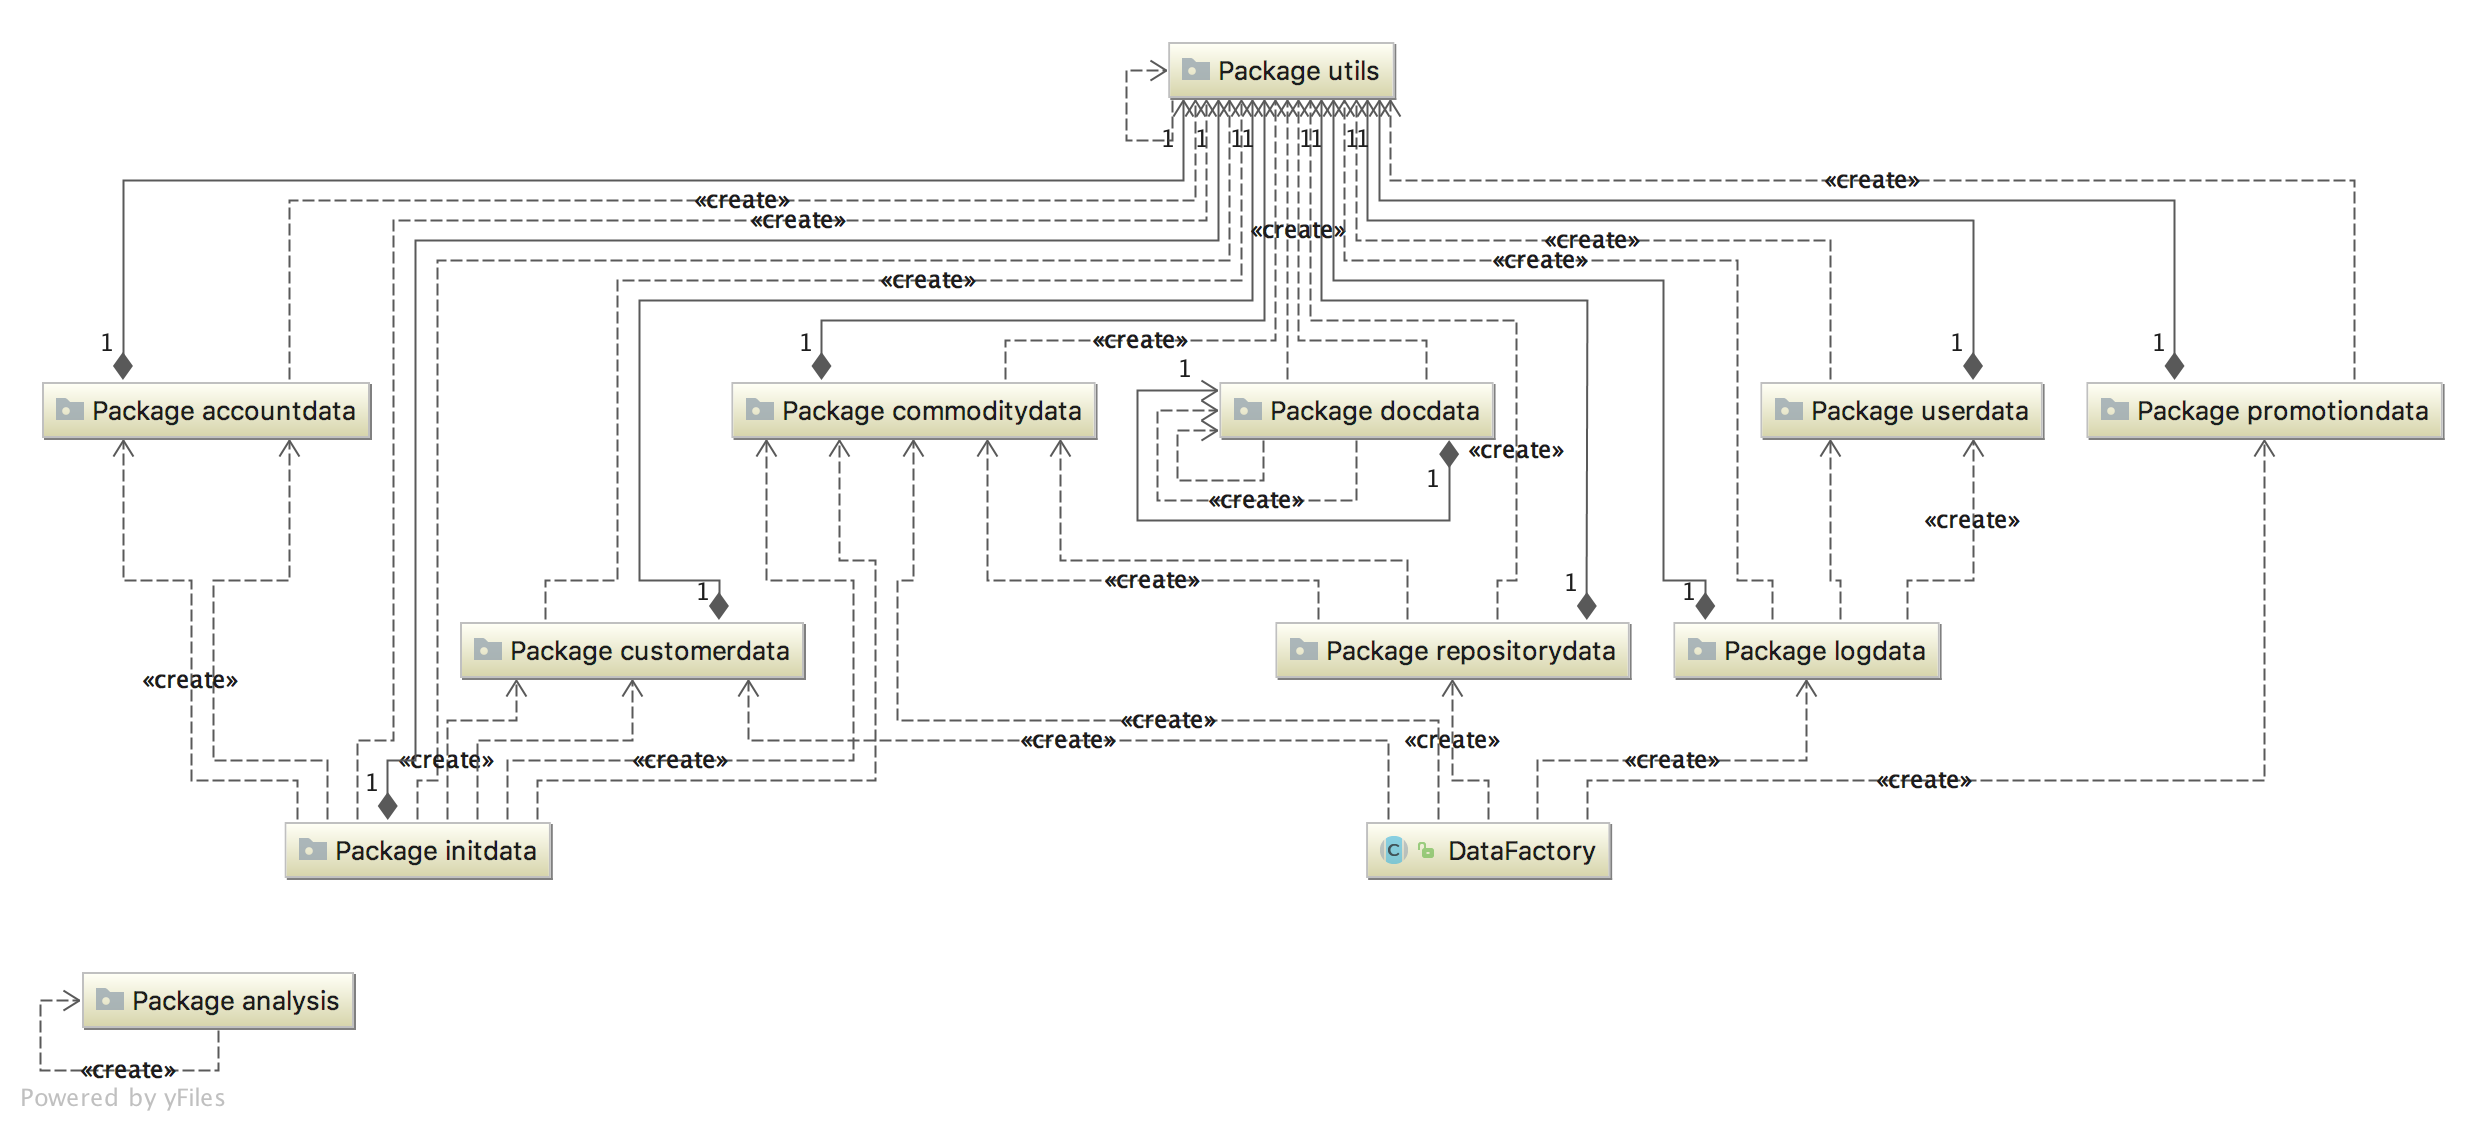 Package utils
1 1 11 11 11
«create»
«create»
«create»
«create»
«create»
«create»
«create»
«create»
1
1
«create»
1
1
1
Package accountdata
Package commoditydata
Package docdata
Package userdata
Package promotiondata
«create»
1
«create»
«create»
«create»
1
1
1
Package customerdata
Package repositorydata
Package logdata
«create»
«create»
«create»
«create»
«create»
«create»
«create»
«create»
1
Package initdata
C DataFactory
Package analysis
«create»
Powered by yFiles